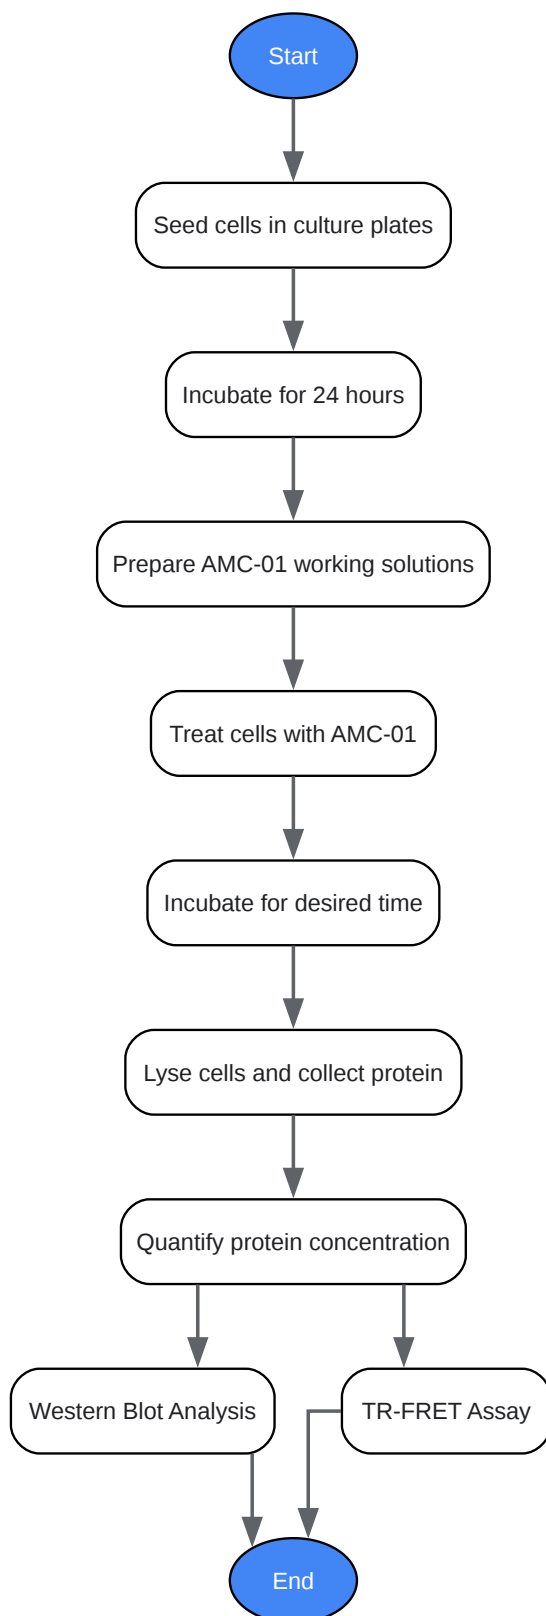 Start
Seed cells in culture plates
Incubate for 24 hours
Prepare AMC-01 working solutions
Treat cells with AMC-01
Incubate for desired time
Lyse cells and collect protein
Quantify protein concentration
Western Blot Analysis
TR-FRET Assay
End